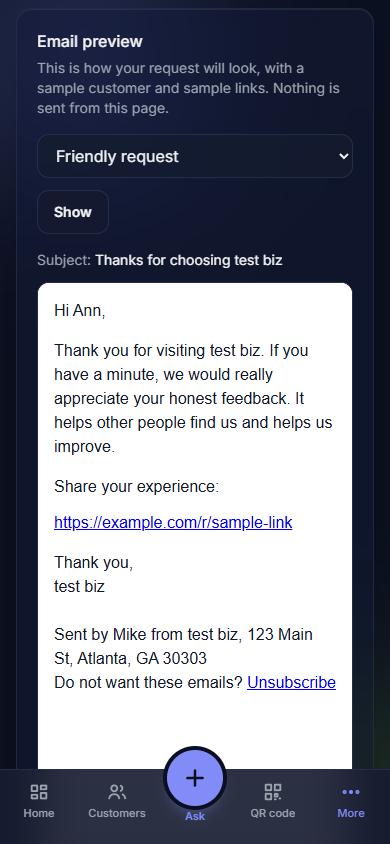 Email preview
This is how your request will look, with a
sample customer and sample links. Nothing is
sent from this page.
Friendly request
Show
Subject: Thanks for choosing test biz
Hi Ann,
Thank you for visiting test biz. If you
have a minute, we would really
appreciate your honest feedback. It
helps other people find us and helps us
improve.
Share your experience:
https://example.com/r/sample-link
Thank you,
test biz
Sent by Mike from test biz, 123 Main
St, Atlanta, GA 30303
Do not want these emails? Unsubscribe
Home
Customers
Ask
QR code
More